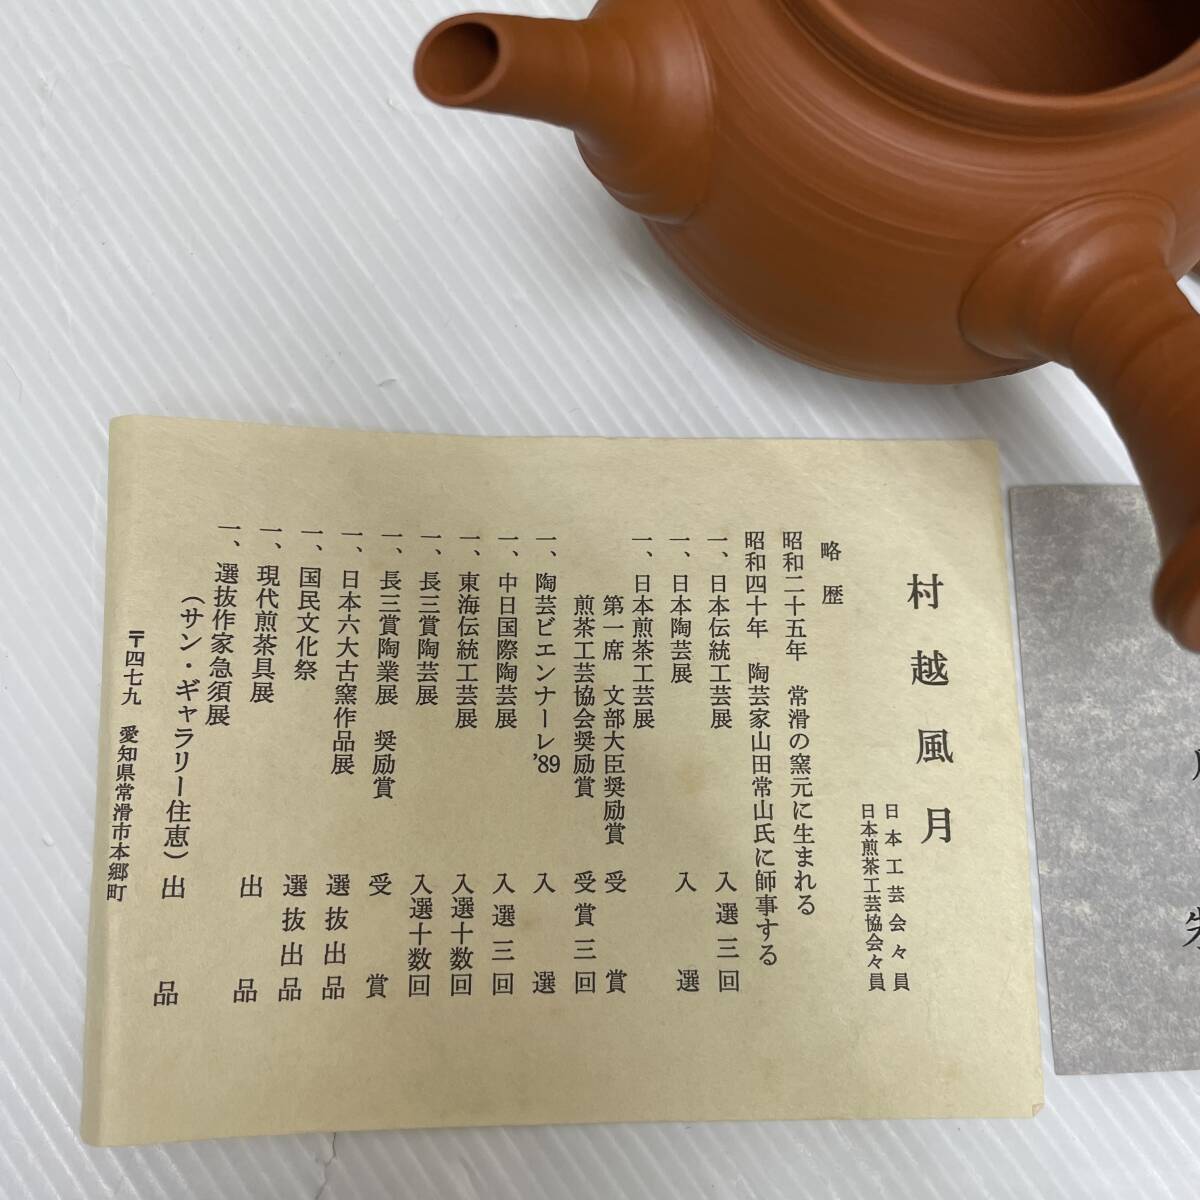 村越風月
日本工芸会々員
日本煎茶工芸協会々員
略歴
昭和二十五年 常滑の窯元に生まれる
昭和四十年 陶芸家山田常山氏に師事する
一、日本伝統工芸展 入選三回
一、日本陶芸展 入選
一、日本煎茶工芸展
第一席 文部大臣奨励賞 受賞
煎茶工芸協会奨励賞 受賞三回
一、陶芸ビエンナーレ'89 入選
一、中日国際陶芸展 入選三回
一、東海伝統工芸展 入選十数回
一、長三賞陶芸展 入選十数回
一、長三賞陶業展 奨励賞 受賞
一、日本六大古窯作品展 選抜出品
一、国民文化祭 選抜出品
一、現代煎茶具展 出品
一、選抜作家急須展
(サン・ギャラリー住恵) 出品
〒四七九 愛知県常滑市本郷町